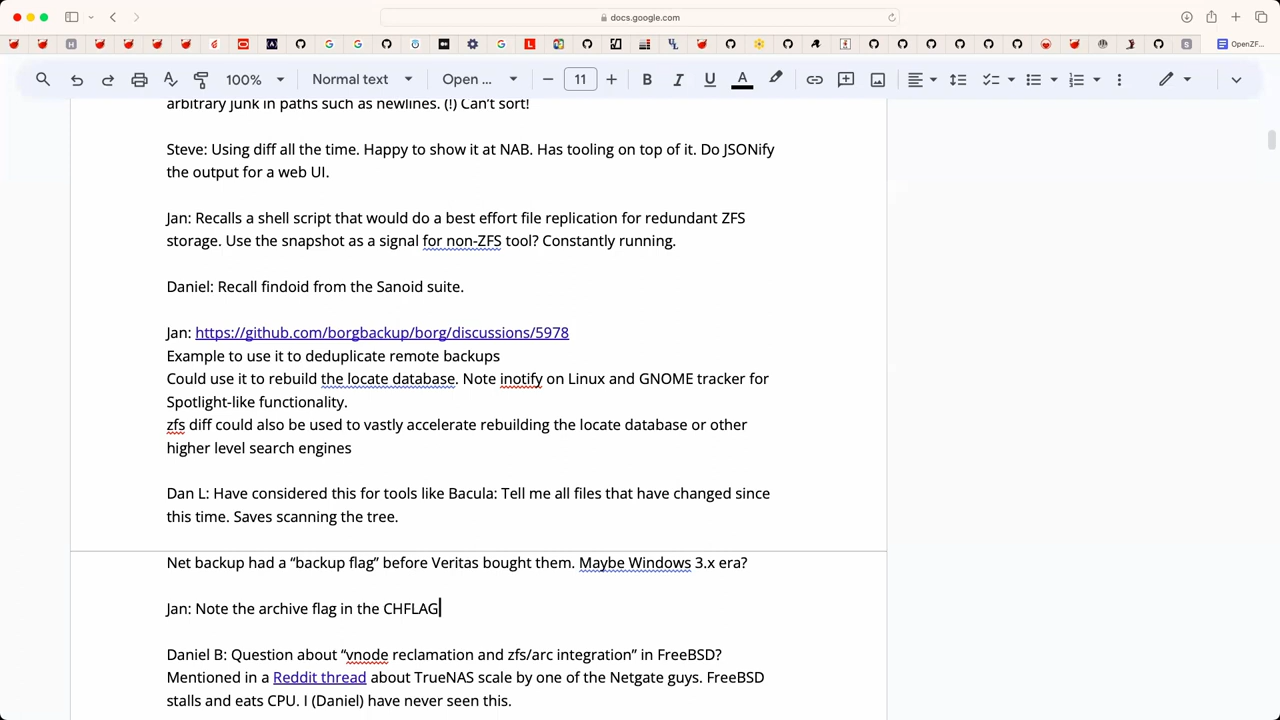 docs.google.com
OpenZF...
100%
Normal text
Open ...
11
B
I
U
A
arbitrary junk in paths such as newlines. (!) Can't sort!
Steve: Using diff all the time. Happy to show it at NAB. Has tooling on top of it. Do JSONify
the output for a web UI.
Jan: Recalls a shell script that would do a best effort file replication for redundant ZFS
storage. Use the snapshot as a signal for non-ZFS tool? Constantly running.
Daniel: Recall findoid from the Sanoid suite.
Jan: https://github.com/borgbackup/borg/discussions/5978
Example to use it to deduplicate remote backups
Could use it to rebuild the locate database. Note inotify on Linux and GNOME tracker for
Spotlight-like functionality.
zfs diff could also be used to vastly accelerate rebuilding the locate database or other
higher level search engines
Dan L: Have considered this for tools like Bacula: Tell me all files that have changed since
this time. Saves scanning the tree.
Net backup had a “backup flag” before Veritas bought them. Maybe Windows 3.x era?
Jan: Note the archive flag in the CHFLAG
Daniel B: Question about “vnode reclamation and zfs/arc integration” in FreeBSD?
Mentioned in a Reddit thread about TrueNAS scale by one of the Netgate guys. FreeBSD
stalls and eats CPU. I (Daniel) have never seen this.